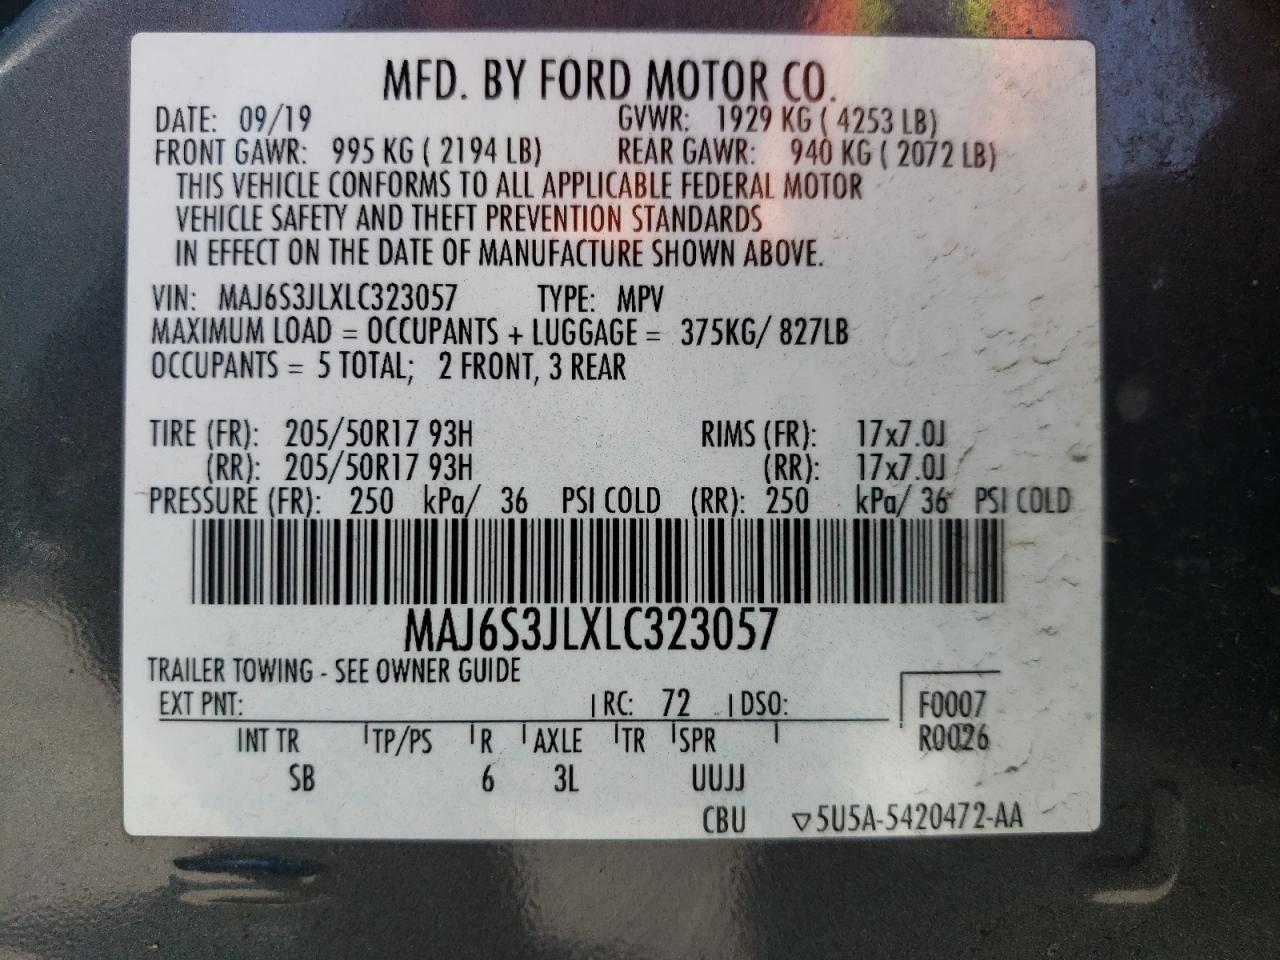 MFD. BY FORD MOTOR CO.
DATE: 09/19 GVWR: 1929 KG ( 4253 LB)
FRONT GAWR: 995 KG ( 2194 LB) REAR GAWR: 940 KG ( 2072 LB)
THIS VEHICLE CONFORMS TO ALL APPLICABLE FEDERAL MOTOR
VEHICLE SAFETY AND THEFT PREVENTION STANDARDS
IN EFFECT ON THE DATE OF MANUFACTURE SHOWN ABOVE.
VIN: MAJ6S3JLXLC323057 TYPE: MPV
MAXIMUM LOAD = OCCUPANTS + LUGGAGE = 375KG/ 827LB
OCCUPANTS = 5 TOTAL; 2 FRONT, 3 REAR
TIRE (FR): 205/50R17 93H RIMS (FR): 17x7.0J
(RR): 205/50R17 93H (RR): 17x7.0J
PRESSURE (FR): 250 kPa/ 36 PSI COLD (RR): 250 kPa/ 36 PSI COLD
MAJ6S3JLXLC323057
TRAILER TOWING - SEE OWNER GUIDE
EXT PNT: RC: 72 DSO: F0007
INT TR TP/PS R AXLE TR SPR R0026
SB 6 3L UUJJ
CBU ▽5U5A-5420472-AA